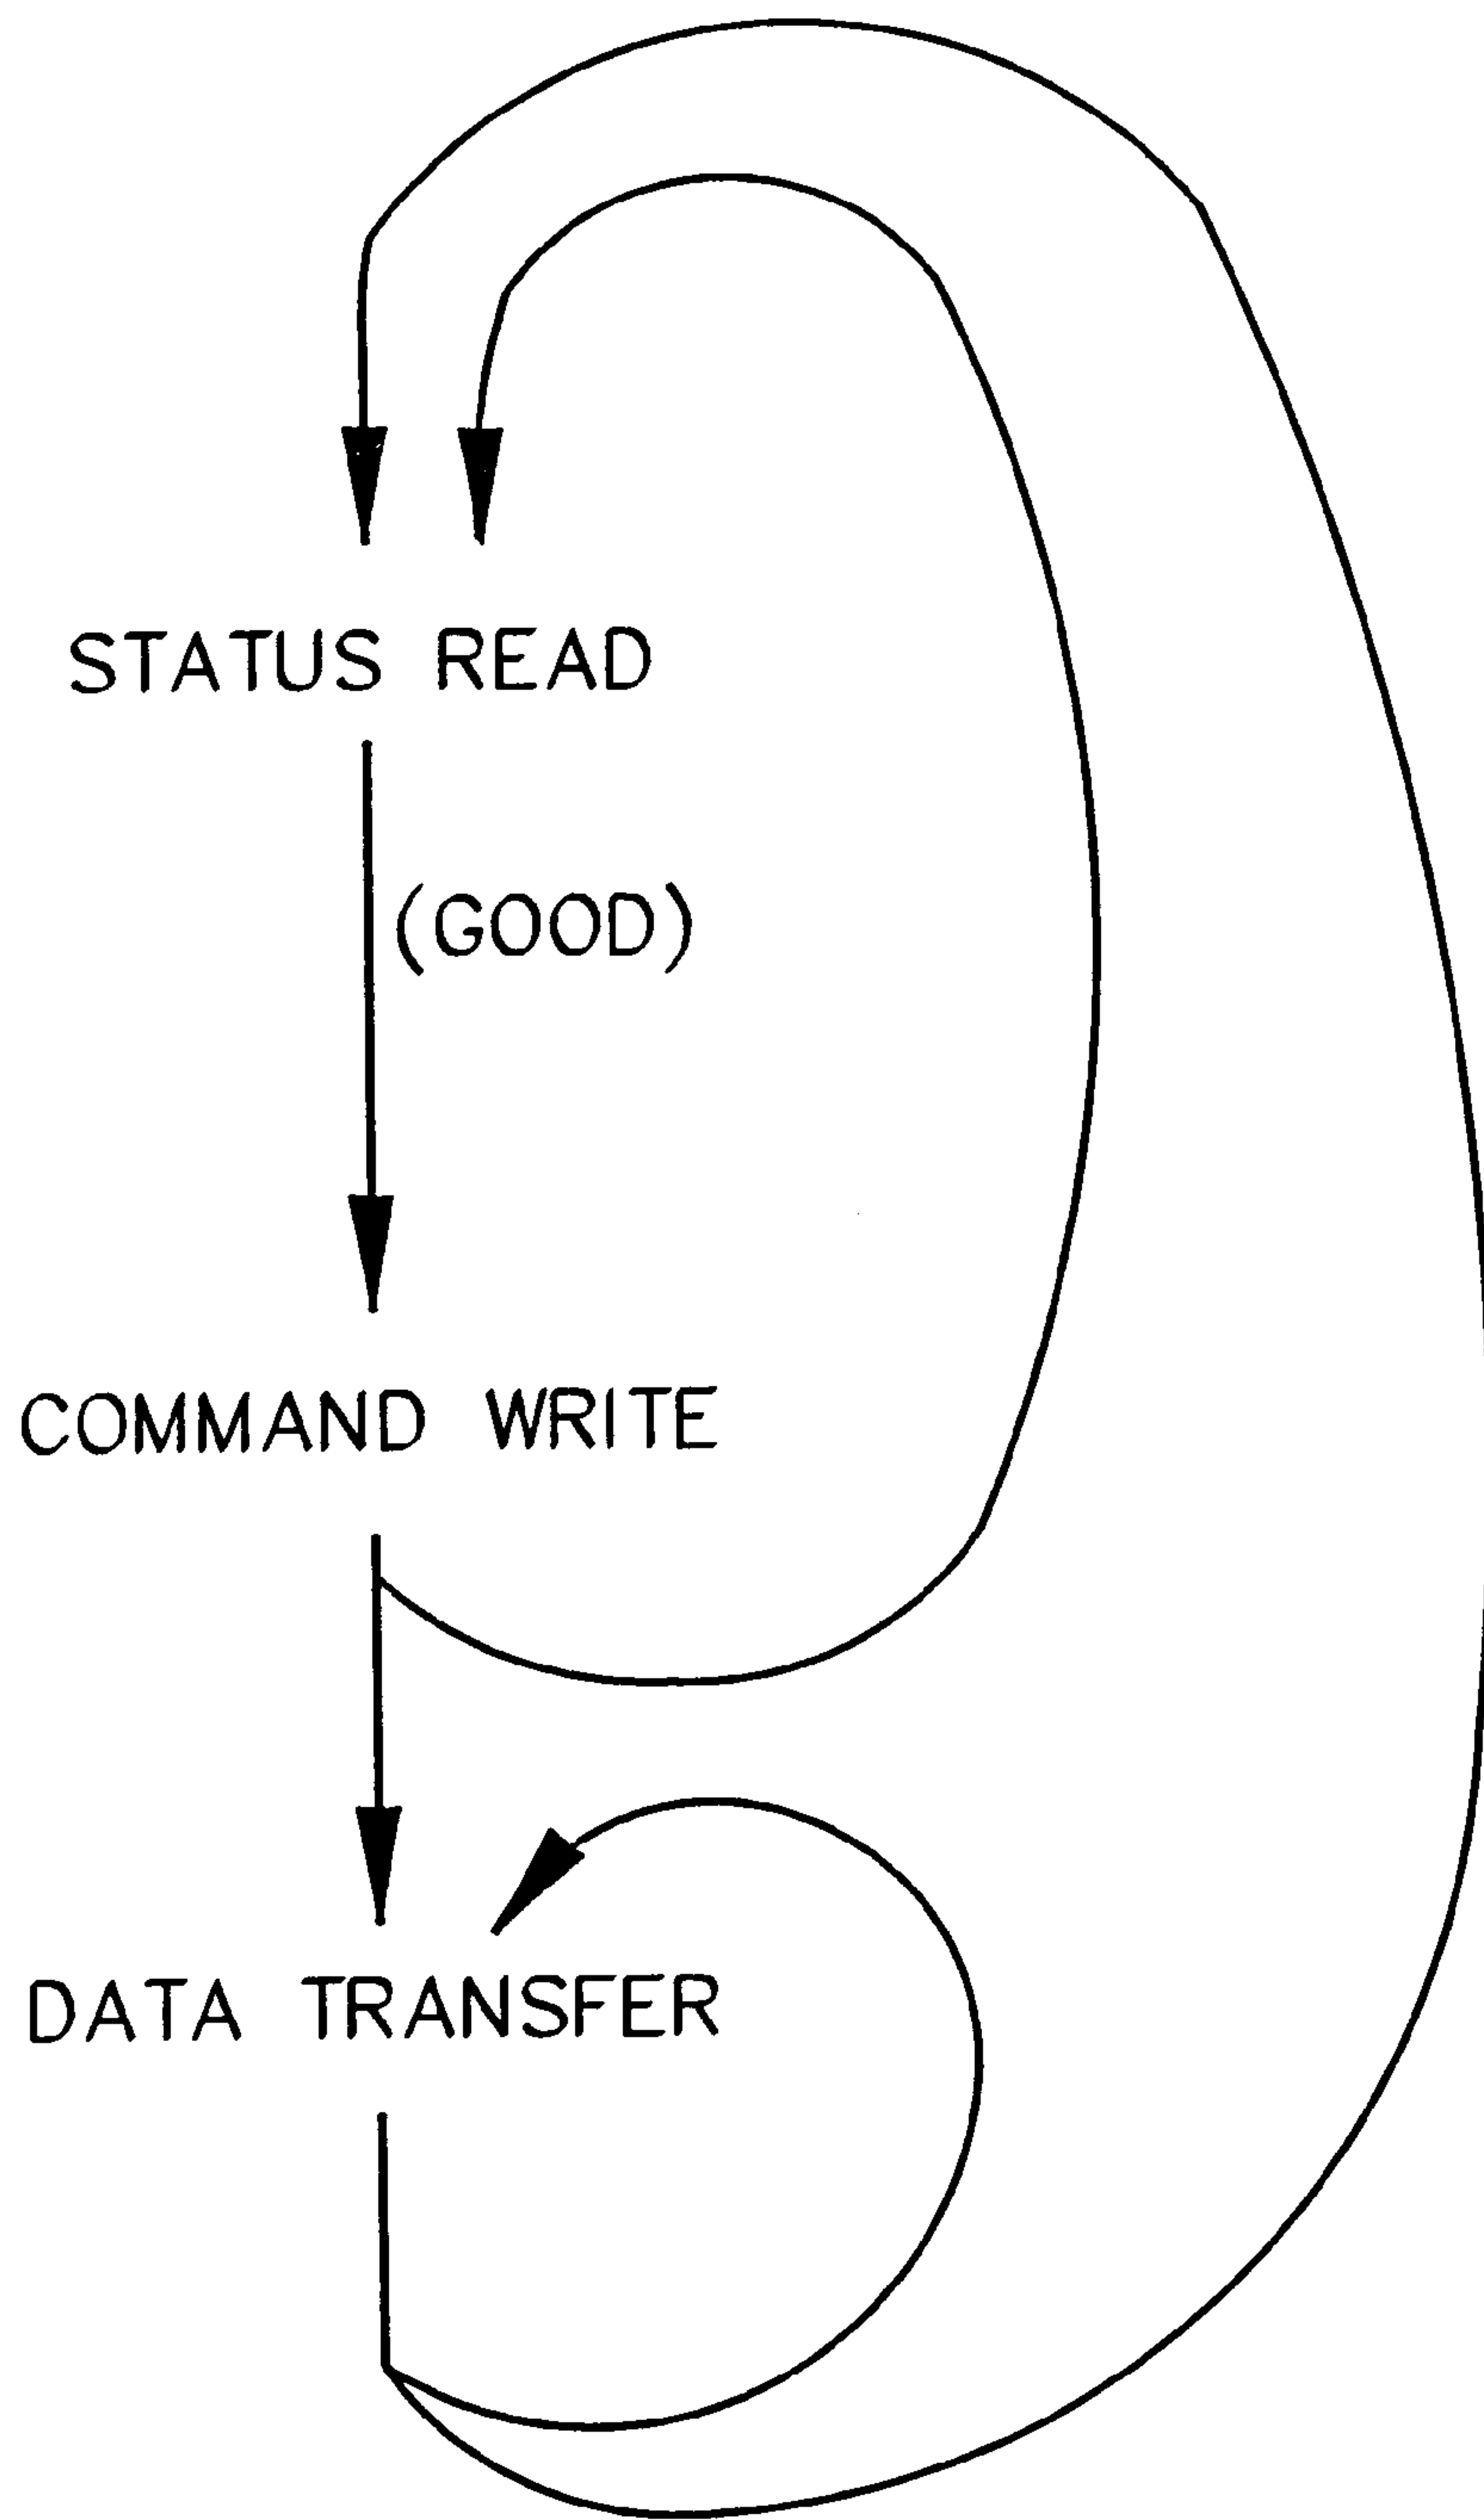 STATUS READ
(GOOD)
COMMAND WRITE
DATA TRANSFER